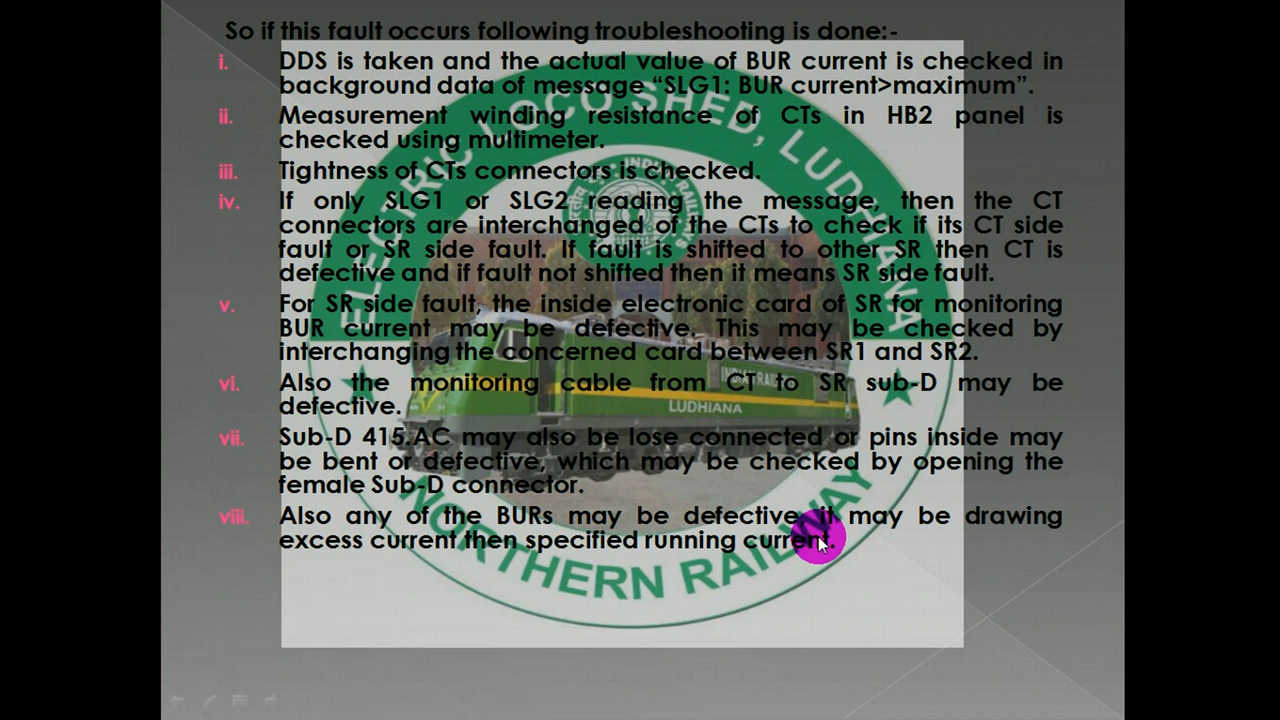 So if this fault occurs following troubleshooting is done:-
i. DDS is taken and the actual value of BUR current is checked in
background data of message “SLG1: BUR current>maximum”.
ii. Measurement winding resistance of CTs in HB2 panel is
checked using multimeter.
iii. Tightness of CTs connectors is checked.
iv. If only SLG1 or SLG2 reading the message, then the CT
connectors are interchanged of the CTs to check if its CT side
fault or SR side fault. If fault is shifted to other SR then CT is
defective and if fault not shifted then it means SR side fault.
v. For SR side fault, the inside electronic card of SR for monitoring
BUR current may be defective. This may be checked by
interchanging the concerned card between SR1 and SR2.
vi. Also the monitoring cable from CT to SR sub-D may be
defective.
vii. Sub-D 415.AC may also be lose connected or pins inside may
be bent or defective, which may be checked by opening the
female Sub-D connector.
viii. Also any of the BURs may be defective, it may be drawing
excess current then specified running current.
ELECTRIC LOCO SHED, LUDHIANA
LUDHIANA
NORTHERN RAILWAY